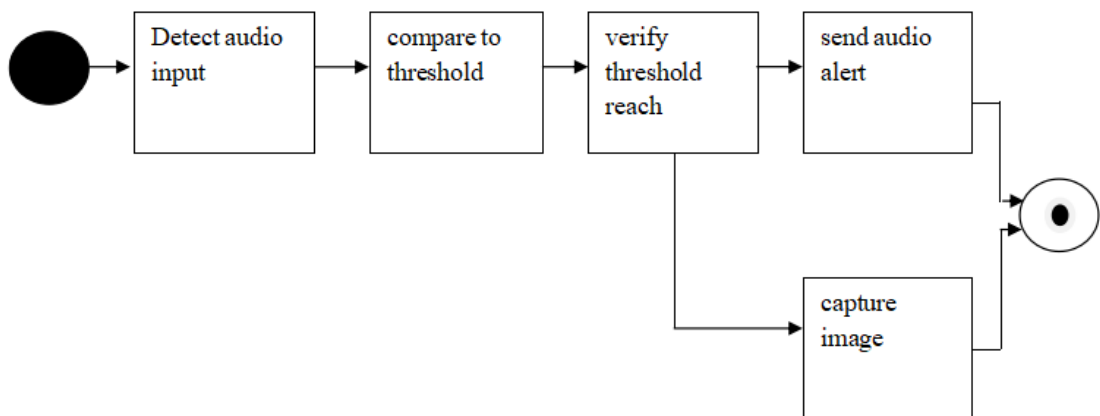 Detect audio
input
compare to
threshold
verify
threshold
reach
send audio
alert
capture
image